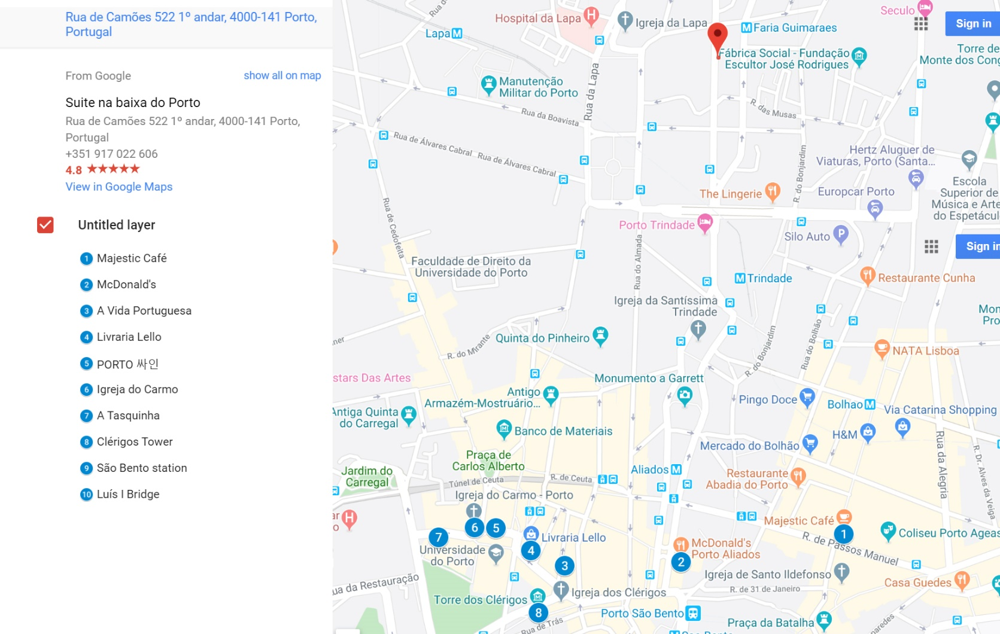 Rua de Camões 522 1º andar, 4000-141 Porto,
Portugal
From Google
show all on map
Suite na baixa do Porto
Rua de Camões 522 1º andar, 4000-141 Porto,
Portugal
+351 917 022 606
4.8 ★★★★★
View in Google Maps
Untitled layer
1 Majestic Café
2 McDonald's
3 A Vida Portuguesa
4 Livraria Lello
5 PORTO 싸인
6 Igreja do Carmo
7 A Tasquinha
8 Clérigos Tower
9 São Bento station
10 Luís I Bridge
Hospital da Lapa
H
Igreja da Lapa
Lapa M
M Faria Guimaraes
Seculo
Sign in
Fábrica Social - Fundação
Escultor José Rodrigues
Torre de
Monte dos Cong
Manutenção
Militar do Porto
Rua da Lapa
Rua da Boavista
R. das Musas
Rua de Álvares Cabral
Rua de Álvares Cabral
Rua de Cedofeita
Hertz Aluguer de
Viaturas, Porto (Santa...
R. do Bonjardim
The Lingerie
Europcar Porto
Escola
Superior de
Música e Arte
do Espetácul
Porto Trindade
Silo Auto
P
Sign in
Rua do Almada
Faculdade de Direito da
Universidade do Porto
M Trindade
Restaurante Cunha
Igreja da Santíssima
Trindade
Mon
Pro
Quinta do Pinheiro
R. do Mirante
ner
R. do Bonjardim
Rua do Bolhão
NATA Lisboa
stars Das Artes
Monumento a Garrett
Antigo
Armazém-Mostruário...
Pingo Doce
Bolhao M
Via Catarina Shopping
Antiga Quinta
do Carregal
Banco de Materiais
H&M
Mercado do Bolhão
Rua da Alegria
R. Dr. Alves da Veiga
Praça de
Carlos Alberto
Jardim do
Carregal
Túnel de Ceuta
R. de Ceuta
Aliados M
Restaurante
Abadia do Porto
Igreja do Carmo - Porto
ar
o
H
Majestic Café
1
R. de Passos Manuel
Coliseu Porto Ageas
6
5
7
Livraria Lello
4
Universidade
do Porto
3
McDonald's
Porto Aliados
2
Igreja de Santo Ildefonso
Casa Guedes
ua da Restauração
R. de 31 de Janeiro
Torre dos Clérigos
8
Igreja dos Clérigos
Porto São Bento
Praça da Batalha
Rua de Trás